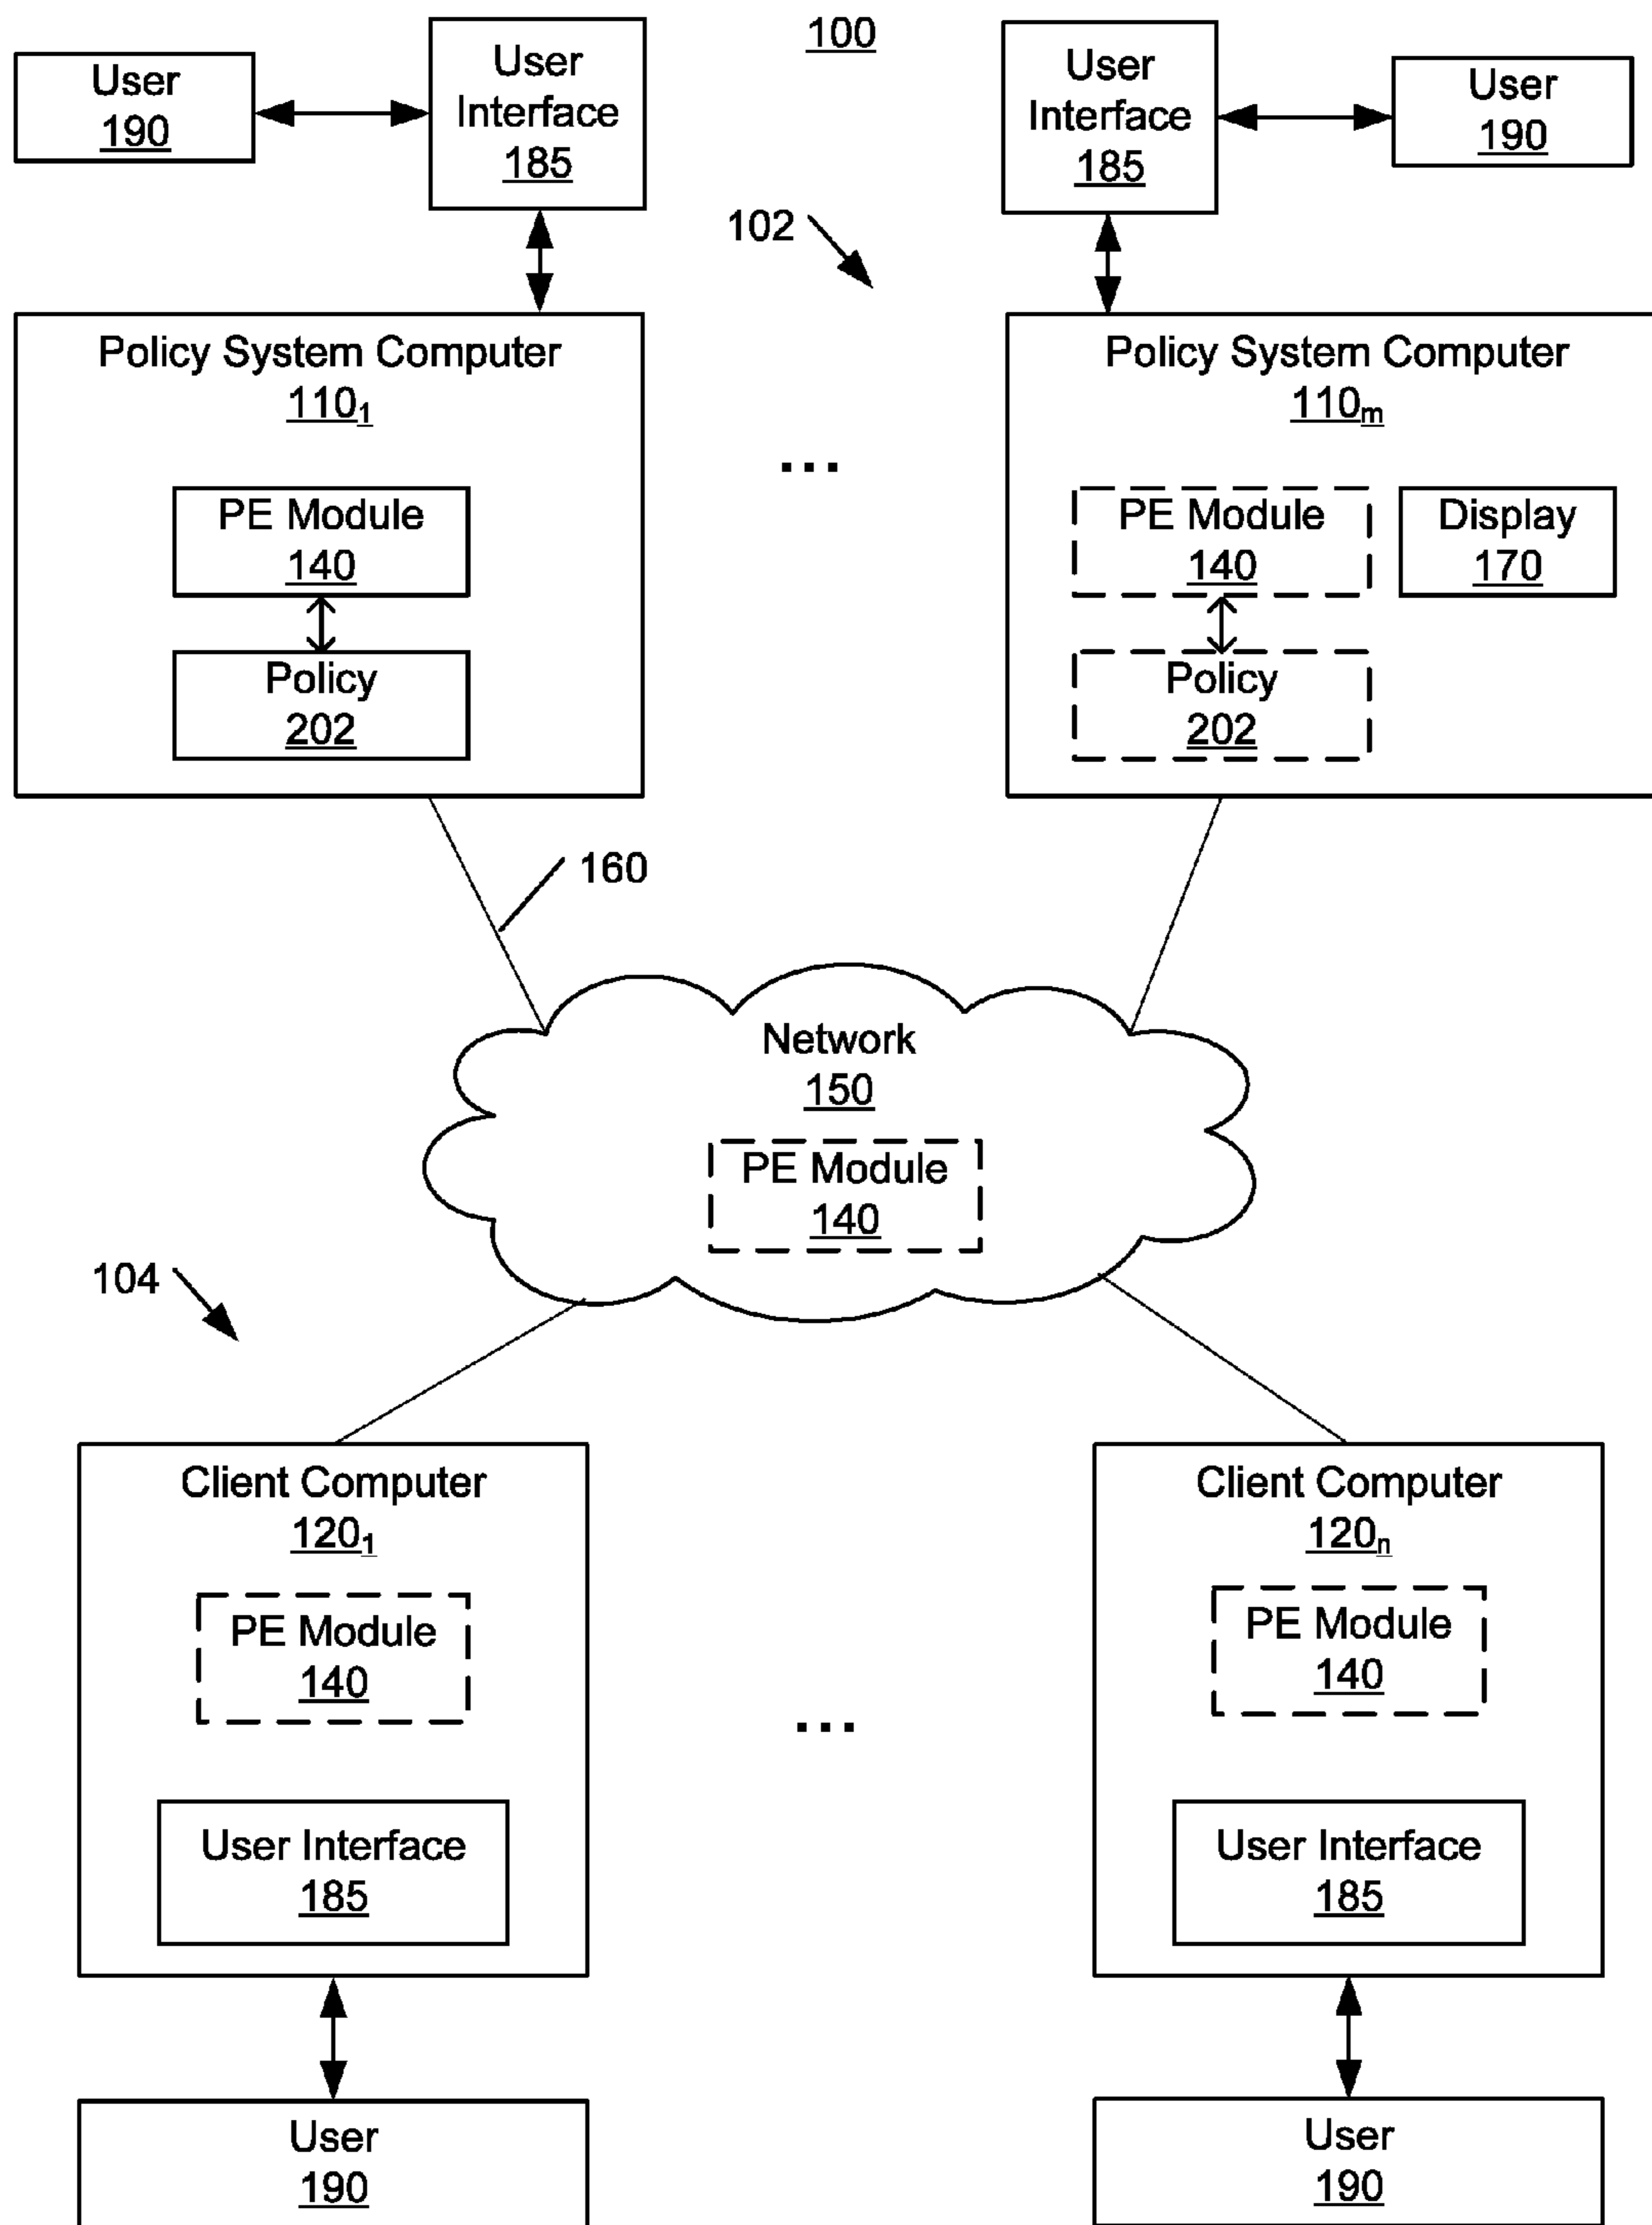 100
User
190
User
Interface
185
User
Interface
185
User
190
102
Policy System Computer
110₁
PE Module
140
Policy
202
...
Policy System Computer
110ₘ
PE Module
140
Display
170
Policy
202
160
Network
150
PE Module
140
104
Client Computer
120₁
PE Module
140
User Interface
185
...
Client Computer
120ₙ
PE Module
140
User Interface
185
User
190
User
190